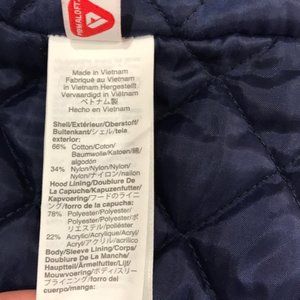 PRIMALOFT
Made in Vietnam
Fabriqué au Vietnam
in Vietnam Hergestellt
Vervaardigd in Vietnam
ベトナム製
Hecho en Vietnam
Shell/Extérieur/Oberstoff/
Buitenkant/シェル/tela
exterior:
66% Cotton/Coton/
Baumwolle/Katoen/綿/
algodón
34% Nylon/Nylon/Nylon/
Nylon/ナイロン/nailon
Hood Lining/Doublure De
La Capuche/Kapuzenfutter/
Kapvoering/フードのライニ
ング/forro de la capucha:
78% Polyester/Polyester/
Polyester/Polyester/ポ
リエステル/poliéster
22% Acrylic/Acrylique/Acryl/
Acryl/アクリル/acrílico
Body/Sleeve Lining/Corps/
Doublure De La Manche/
Hauptteil/Ärmelfutter/Lijf/
Mouwvoering/ボディ/スリーブ
ライニング/forro del
cuerpo/manga: